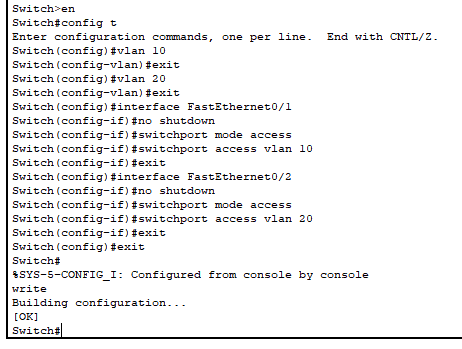 Switch>en
Switch#config t
Enter configuration commands, one per line.  End with CNTL/Z.
Switch(config)#vlan 10
Switch(config-vlan)#exit
Switch(config)#vlan 20
Switch(config-vlan)#exit
Switch(config)#interface FastEthernet0/1
Switch(config-if)#no shutdown
Switch(config-if)#switchport mode access
Switch(config-if)#switchport access vlan 10
Switch(config-if)#exit
Switch(config)#interface FastEthernet0/2
Switch(config-if)#no shutdown
Switch(config-if)#switchport mode access
Switch(config-if)#switchport access vlan 20
Switch(config-if)#exit
Switch(config)#exit
Switch#
%SYS-5-CONFIG_I: Configured from console by console
write
Building configuration...
[OK]
Switch#